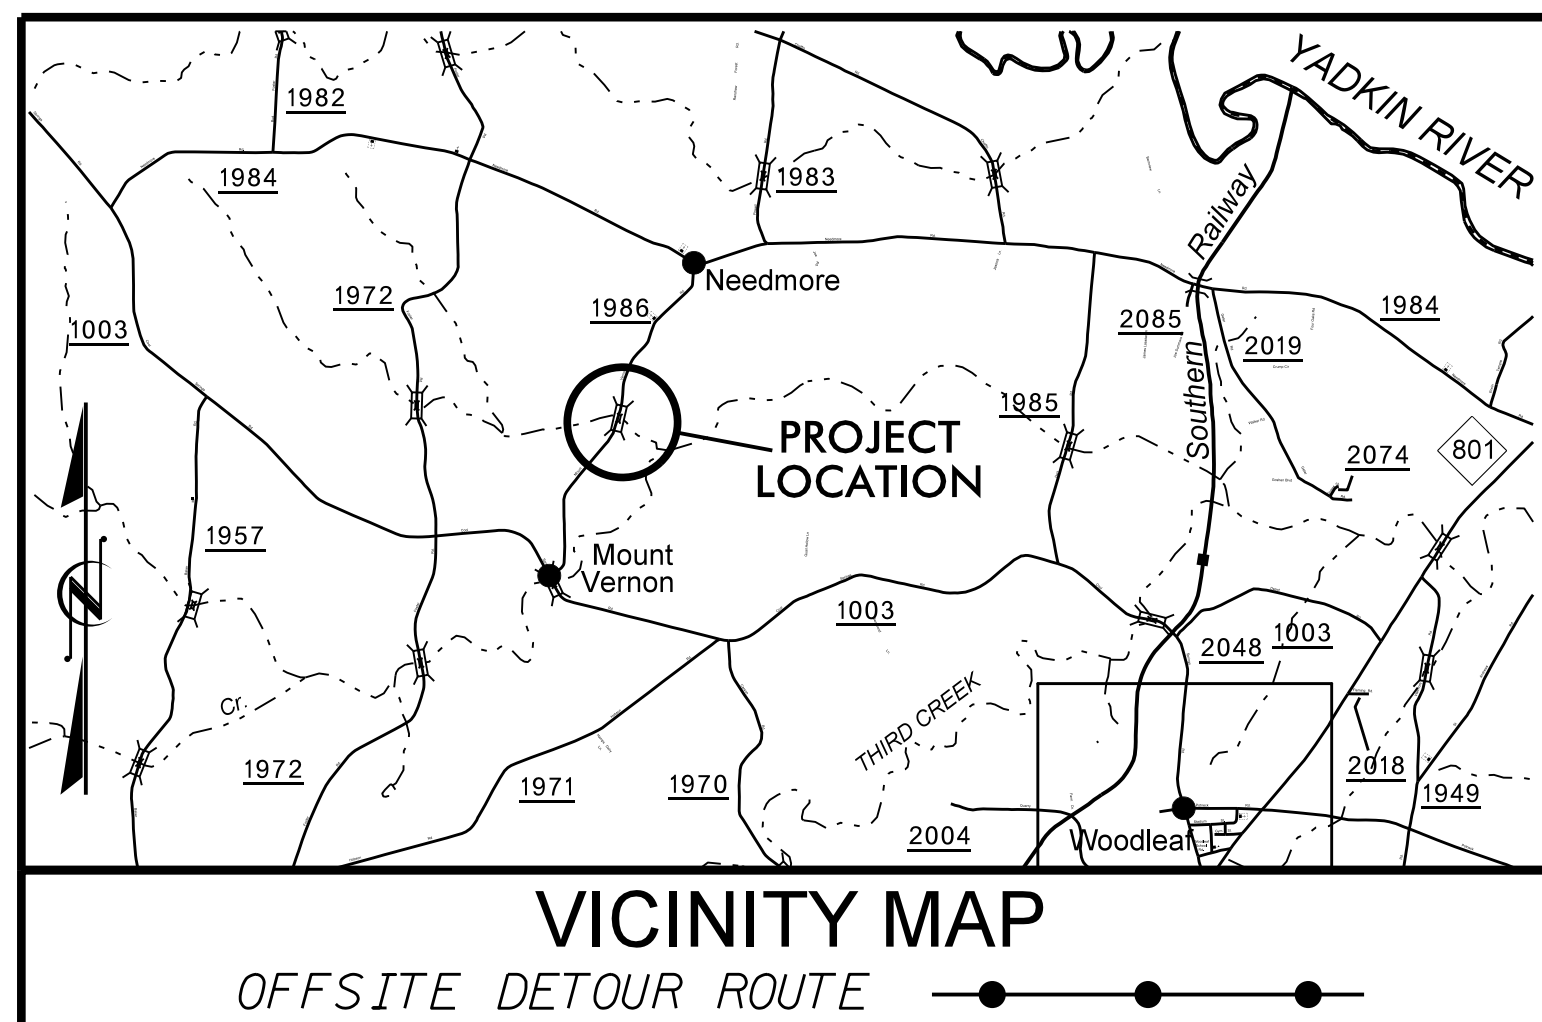 YADKIN RIVER
1982
1984
1983
Railway
Needmore
1972
1986
1003
2085
1984
2019
Southern
1985
PROJECT
LOCATION
801
2074
1957
Mount
Vernon
1003
2048
1003
THIRD CREEK
Cr.
1972
1971
1970
2018
1949
2004
Woodleaf
VICINITY MAP
OFFSITE DETOUR ROUTE